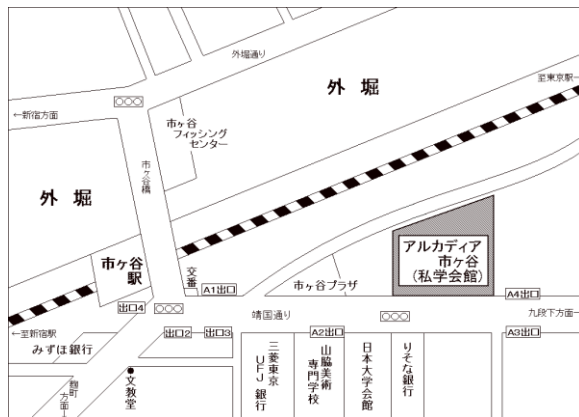 外堀通り
至東京駅→
外 堀
←新宿方面
市ヶ谷
フィッシング
センター
市ヶ谷橋
外 堀
アルカディア
市ヶ谷
(私学会館)
市ヶ谷
駅
交番
市ヶ谷プラザ
A1出口
A4出口
出口4
靖国通り
九段下方面→
←至新宿駅
出口2
出口3
A2出口
A3出口
みずほ銀行
麹町
方面
文教堂
三菱東京
UFJ銀行
山脇美術
専門学校
日本大学会館
りそな銀行